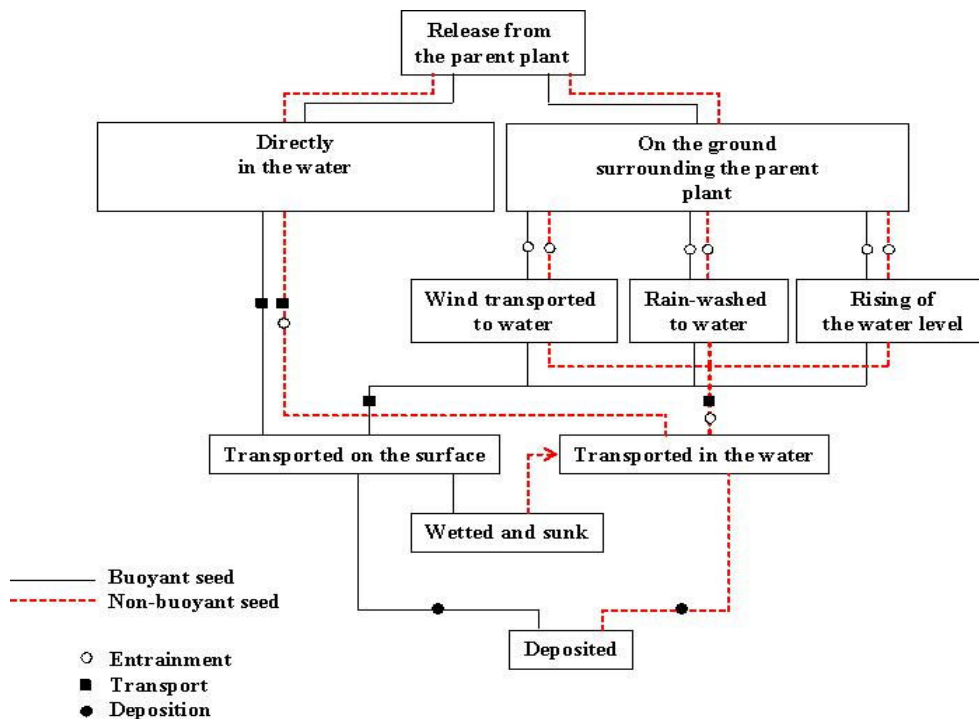 Release from
the parent plant
Directly
in the water
On the ground
surrounding the parent
plant
Wind transported
to water
Rain-washed
to water
Rising of
the water level
Transported on the surface
Transported in the water
Wetted and sunk
Deposited
Buoyant seed
Non-buoyant seed
Entrainment
Transport
Deposition